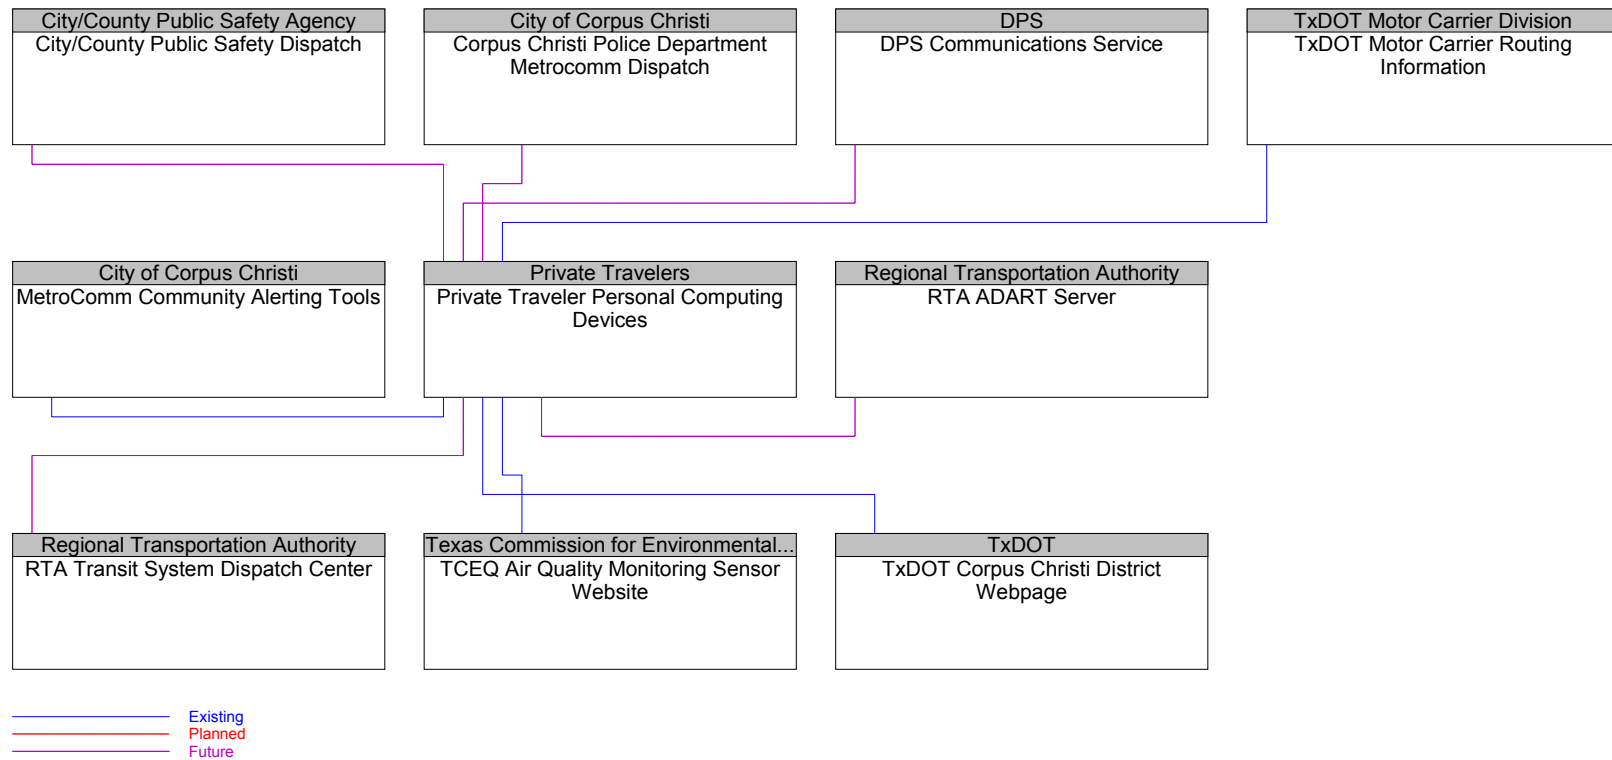 City/County Public Safety Agency
City/County Public Safety Dispatch
City of Corpus Christi
Corpus Christi Police Department
Metrocomm Dispatch
DPS
DPS Communications Service
TxDOT Motor Carrier Division
TxDOT Motor Carrier Routing
Information
City of Corpus Christi
MetroComm Community Alerting Tools
Private Travelers
Private Traveler Personal Computing
Devices
Regional Transportation Authority
RTA ADART Server
Regional Transportation Authority
RTA Transit System Dispatch Center
Texas Commission for Environmental...
TCEQ Air Quality Monitoring Sensor
Website
TxDOT
TxDOT Corpus Christi District
Webpage
Existing
Planned
Future